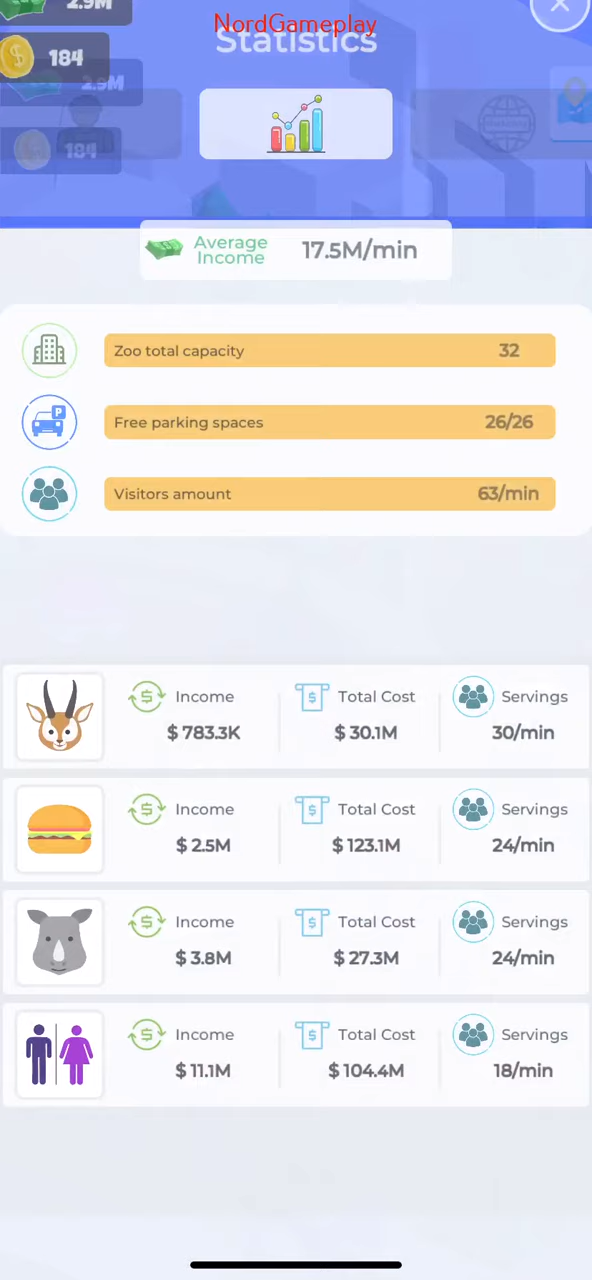 2.9M
NordGameplay
Statistics
184
2.9M
184
Average
Income
17.5M/min
Zoo total capacity
32
Free parking spaces
26/26
Visitors amount
63/min
Income
Total Cost
Servings
$ 783.3K
$ 30.1M
30/min
Income
Total Cost
Servings
$ 2.5M
$ 123.1M
24/min
Income
Total Cost
Servings
$ 3.8M
$ 27.3M
24/min
Income
Total Cost
Servings
$ 11.1M
$ 104.4M
18/min